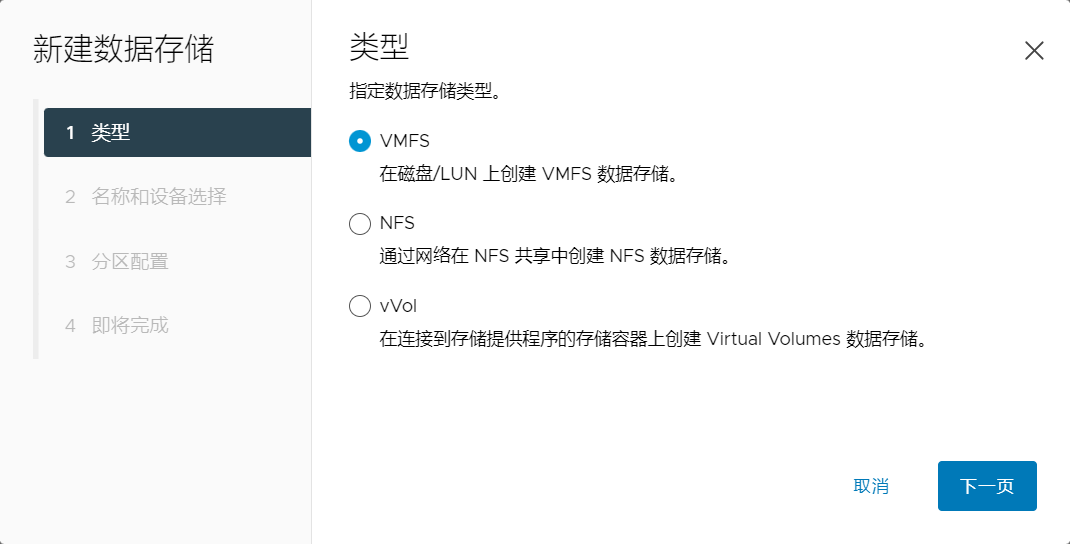 新建数据存储
1 类型
2 名称和设备选择
3 分区配置
4 即将完成
类型
指定数据存储类型。
VMFS
在磁盘/LUN 上创建 VMFS 数据存储。
NFS
通过网络在 NFS 共享中创建 NFS 数据存储。
vVol
在连接到存储提供程序的存储容器上创建 Virtual Volumes 数据存储。
取消
下一页